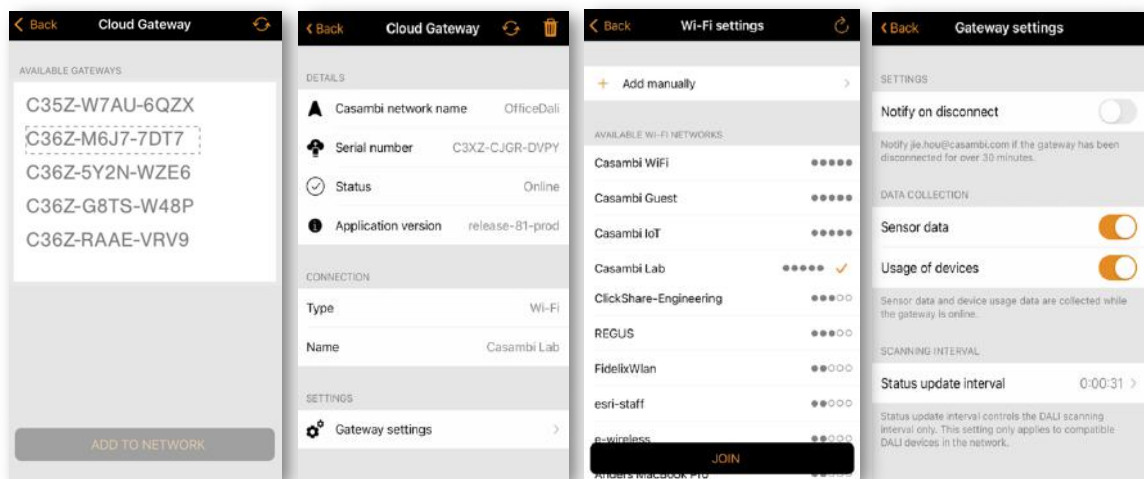 Back Cloud Gateway
AVAILABLE GATEWAYS
C35Z-W7AU-6QZX
C36Z-M6J7-7DT7
C36Z-5Y2N-WZE6
C36Z-G8TS-W48P
C36Z-RAAE-VRV9
ADD TO NETWORK
Back Cloud Gateway
DETAILS
Casambi network name OfficeDali
Serial number C3XZ-CJGR-DVPY
Status Online
Application version release-81-prod
CONNECTION
Type Wi-Fi
Name Casambi Lab
SETTINGS
Gateway settings
Back Wi-Fi settings
+ Add manually
AVAILABLE WI-FI NETWORKS
Casambi WiFi
Casambi Guest
Casambi IoT
Casambi Lab
ClickShare-Engineering
REGUS
FidelixWlan
esri-staff
e-wireless
JOIN
Anders MacBook Pro
Back Gateway settings
SETTINGS
Notify on disconnect
Notify jie.hou@casambi.com if the gateway has been
disconnected for over 30 minutes.
DATA COLLECTION
Sensor data
Usage of devices
Sensor data and device usage data are collected while
the gateway is online.
SCANNING INTERVAL
Status update interval 0:00:31
Status update interval controls the DALI scanning
interval only. This setting only applies to compatible
DALI devices in the network.